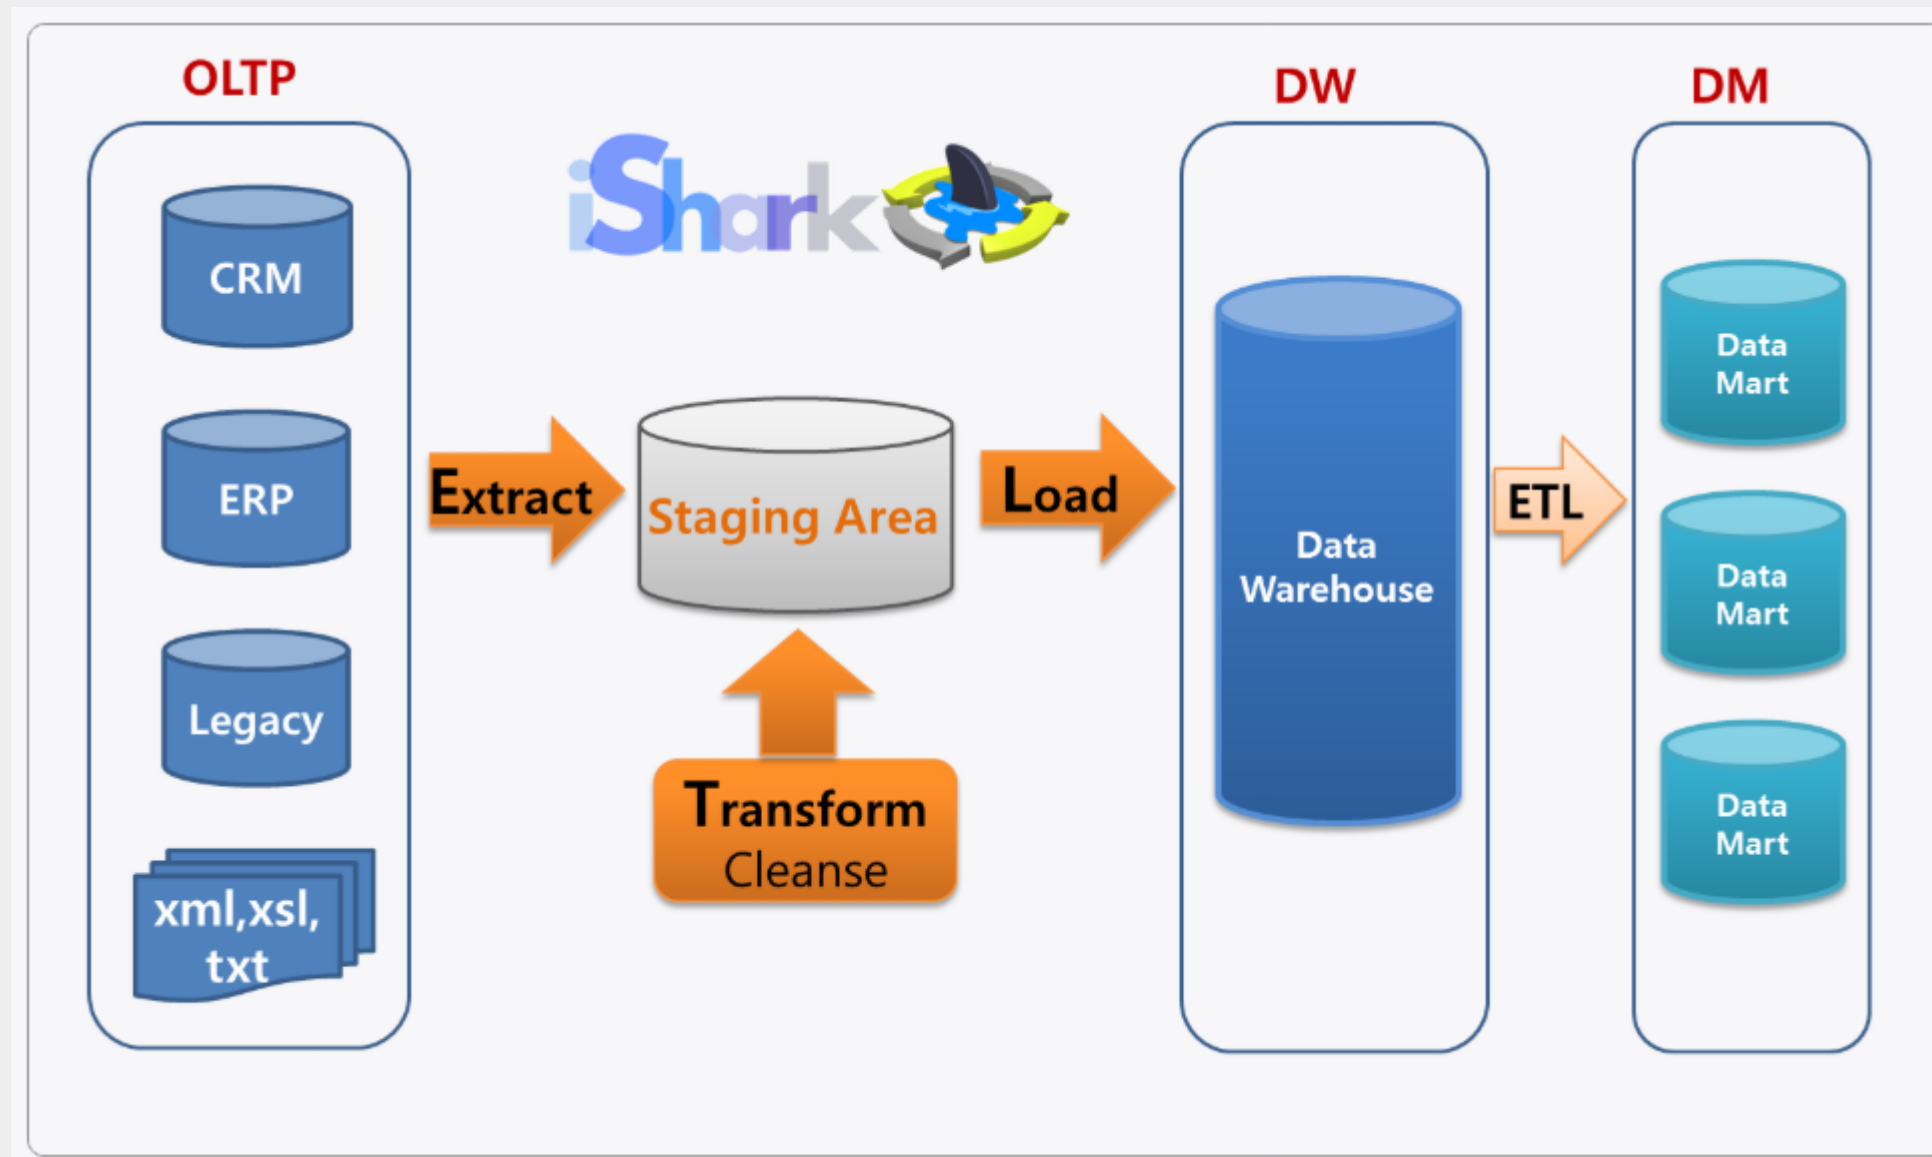 OLTP
CRM
ERP
Legacy
xml,xsl,
txt
iShark
Extract
Staging Area
Transform
Cleanse
Load
DW
Data
Warehouse
ETL
DM
Data
Mart
Data
Mart
Data
Mart